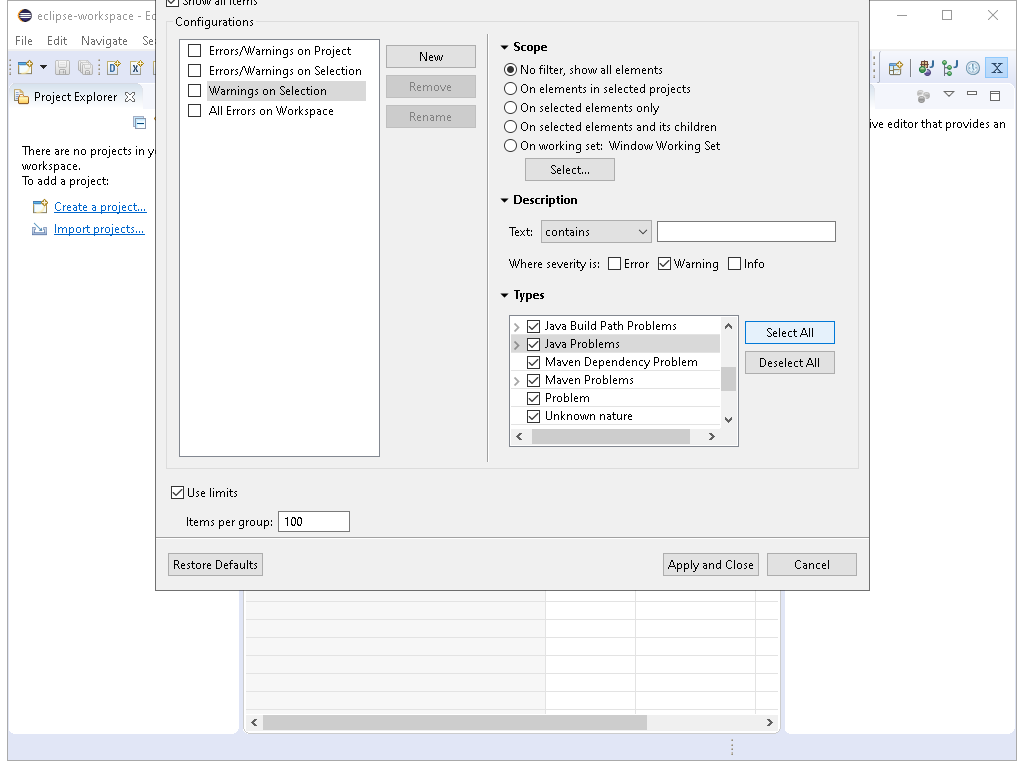 Show all items
eclipse-workspace - Ec
Configurations
File Edit Navigate Se
Errors/Warnings on Project
Errors/Warnings on Selection
Warnings on Selection
All Errors on Workspace
New
Remove
Rename
Scope
No filter, show all elements
On elements in selected projects
On selected elements only
On selected elements and its children
On working set: Window Working Set
Select...
Project Explorer
There are no projects in y
workspace.
To add a project:
Create a project...
Import projects...
ive editor that provides an
Description
Text: contains
Where severity is: Error Warning Info
Types
Java Build Path Problems
Java Problems
Maven Dependency Problem
Maven Problems
Problem
Unknown nature
Select All
Deselect All
Use limits
Items per group: 100
Restore Defaults
Apply and Close
Cancel